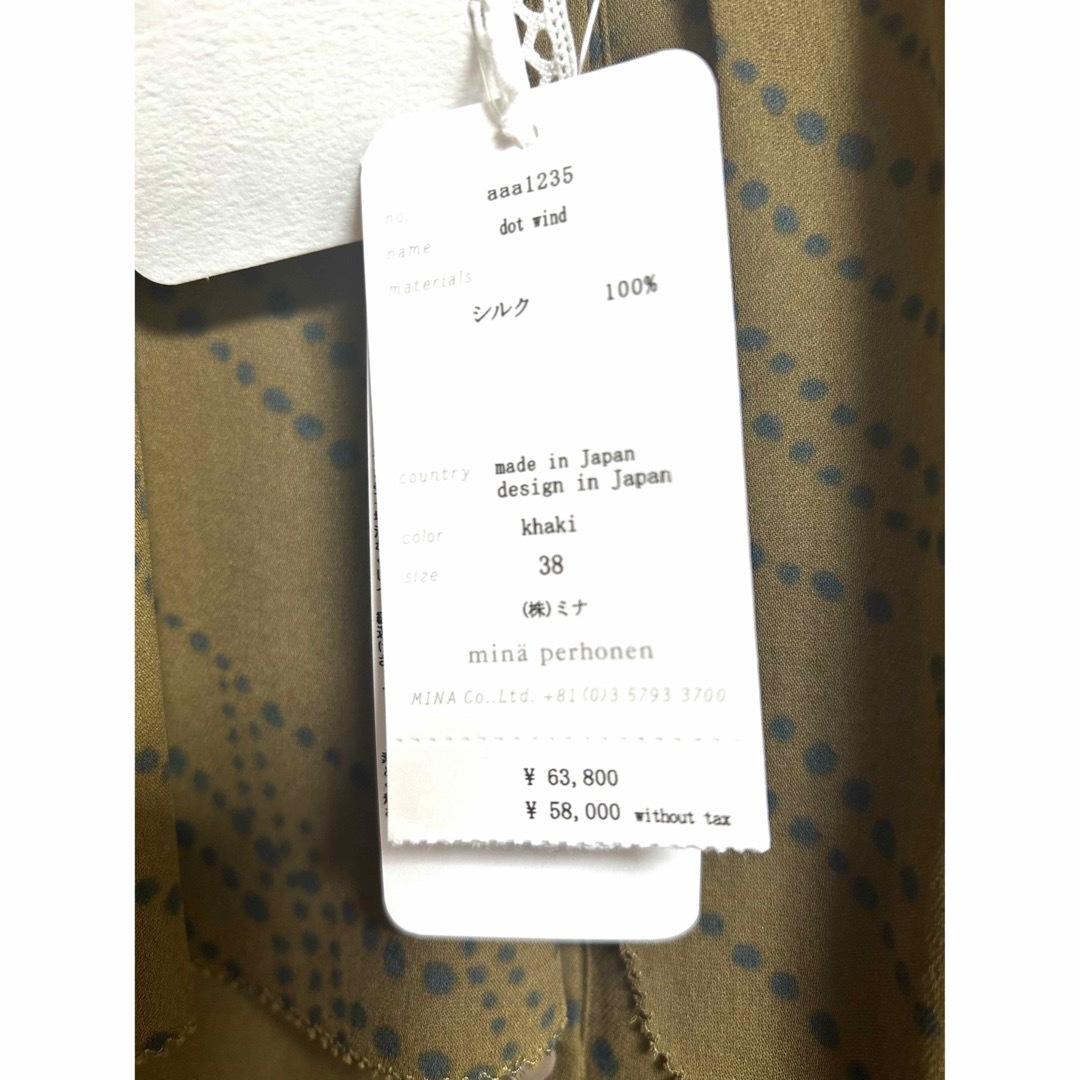 no. aaa1235
name dot wind
materials
シルク 100%
country made in Japan
design in Japan
color khaki
size 38
(株)ミナ
minä perhonen
MINA Co.,Ltd. +81(0)3 5793 3700
¥ 63,800
¥ 58,000 without tax